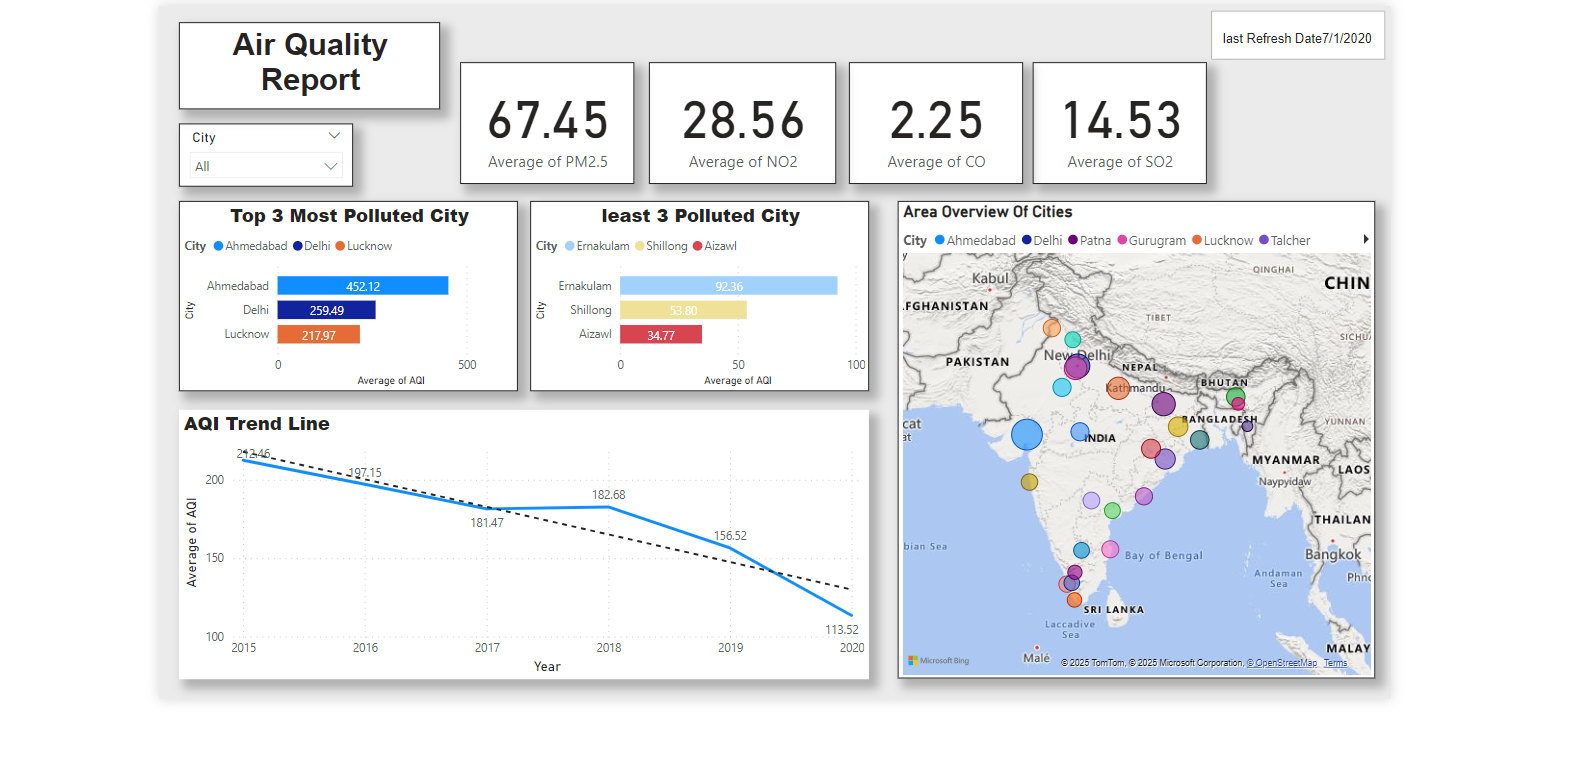 Air Quality
Report
last Refresh Date7/1/2020
City
All
67.45
Average of PM2.5
28.56
Average of NO2
2.25
Average of CO
14.53
Average of SO2
Top 3 Most Polluted City
City Ahmedabad Delhi Lucknow
City
Ahmedabad 452.12
Delhi 259.49
Lucknow 217.97
0 500
Average of AQI
least 3 Polluted City
City Ernakulam Shillong Aizawl
City
Ernakulam 92.36
Shillong 53.80
Aizawl 34.77
0 50 100
Average of AQI
AQI Trend Line
Average of AQI
200
150
100
212.46
197.15
181.47
182.68
156.52
113.52
2015 2016 2017 2018 2019 2020
Year
Area Overview Of Cities
City Ahmedabad Delhi Patna Gurugram Lucknow Talcher
QINGHAI
Kabul
CHIN
FGHANISTAN
TIBET
SICHU
New Delhi
PAKISTAN
NEPAL
Kathmandu
BHUTAN
BANGLADESH
YUNNAN
cat
at
INDIA
MYANMAR
LAOS
Naypyidaw
THAILAN
bian Sea
Bay of Bengal
Bangkok
Andaman
Sea
Phno
SRI LANKA
Laccadive
Sea
Malé
MALAY
Microsoft Bing
© 2025 TomTom, © 2025 Microsoft Corporation, © OpenStreetMap Terms